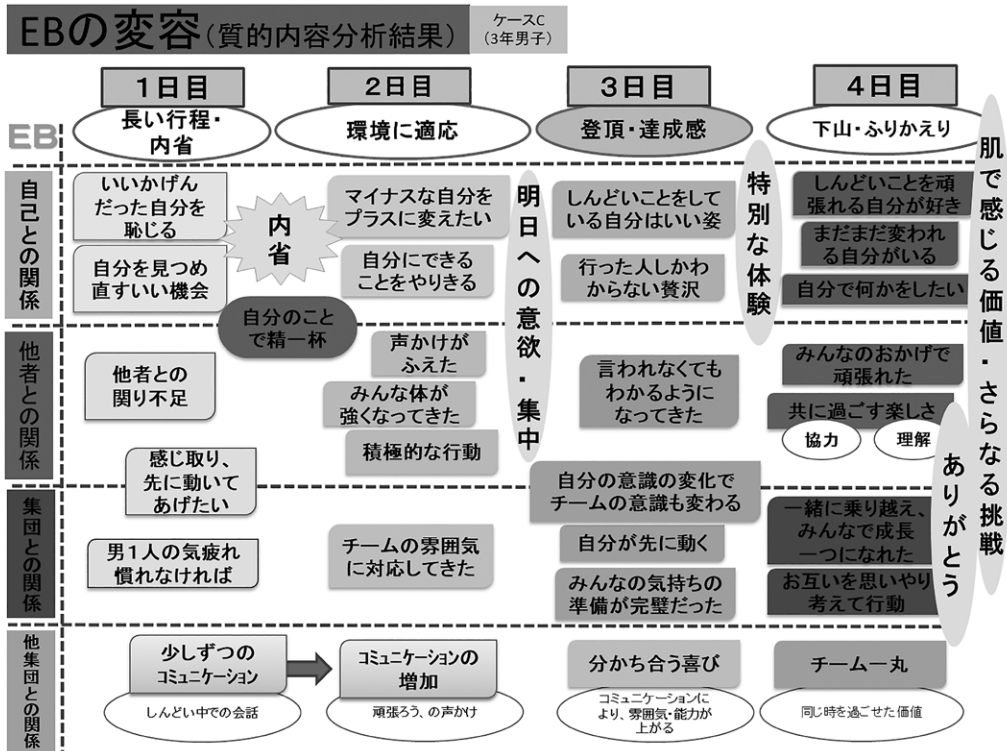 EBの変容(質的内容分析結果)
ケースC
(3年男子)
1日目
2日目
3日目
4日目
EB
長い行程・
内省
環境に適応
登頂・達成感
下山・ふりかえり
自己との関係
いいかげん
だった自分を
恥じる
自分を見つめ
直すいい機会
内省
自分のこと
で精一杯
マイナスな自分を
プラスに変えたい
自分にできる
ことをやりきる
明日への意欲・集中
しんどいことをして
いる自分はいい姿
行った人しかわ
からない贅沢
特別な体験
しんどいことを頑
張れる自分が好き
まだまだ変われ
る自分がいる
自分で何かをしたい
肌で感じる価値・さらなる挑戦
他者との関係
他者との
関り不足
感じ取り、
先に動いて
あげたい
声かけが
ふえた
みんな体が
強くなってきた
積極的な行動
言われなくても
わかるように
なってきた
みんなのおかげで
頑張れた
共に過ごす楽しさ
協力
理解
ありがとう
集団との関係
男1人の気疲れ
慣れなければ
チームの雰囲気
に対応してきた
自分の意識の変化で
チームの意識も変わる
自分が先に動く
みんなの気持ちの
準備が完璧だった
一緒に乗り越え、
みんなで成長
一つになれた
お互いを思いやり
考えて行動
他集団との関係
少しずつの
コミュニケーション
しんどい中での会話
コミュニケーションの
増加
頑張ろう、の声かけ
分かち合う喜び
コミュニケーションに
より、雰囲気・能力が
上がる
チーム一丸
同じ時を過ごせた価値